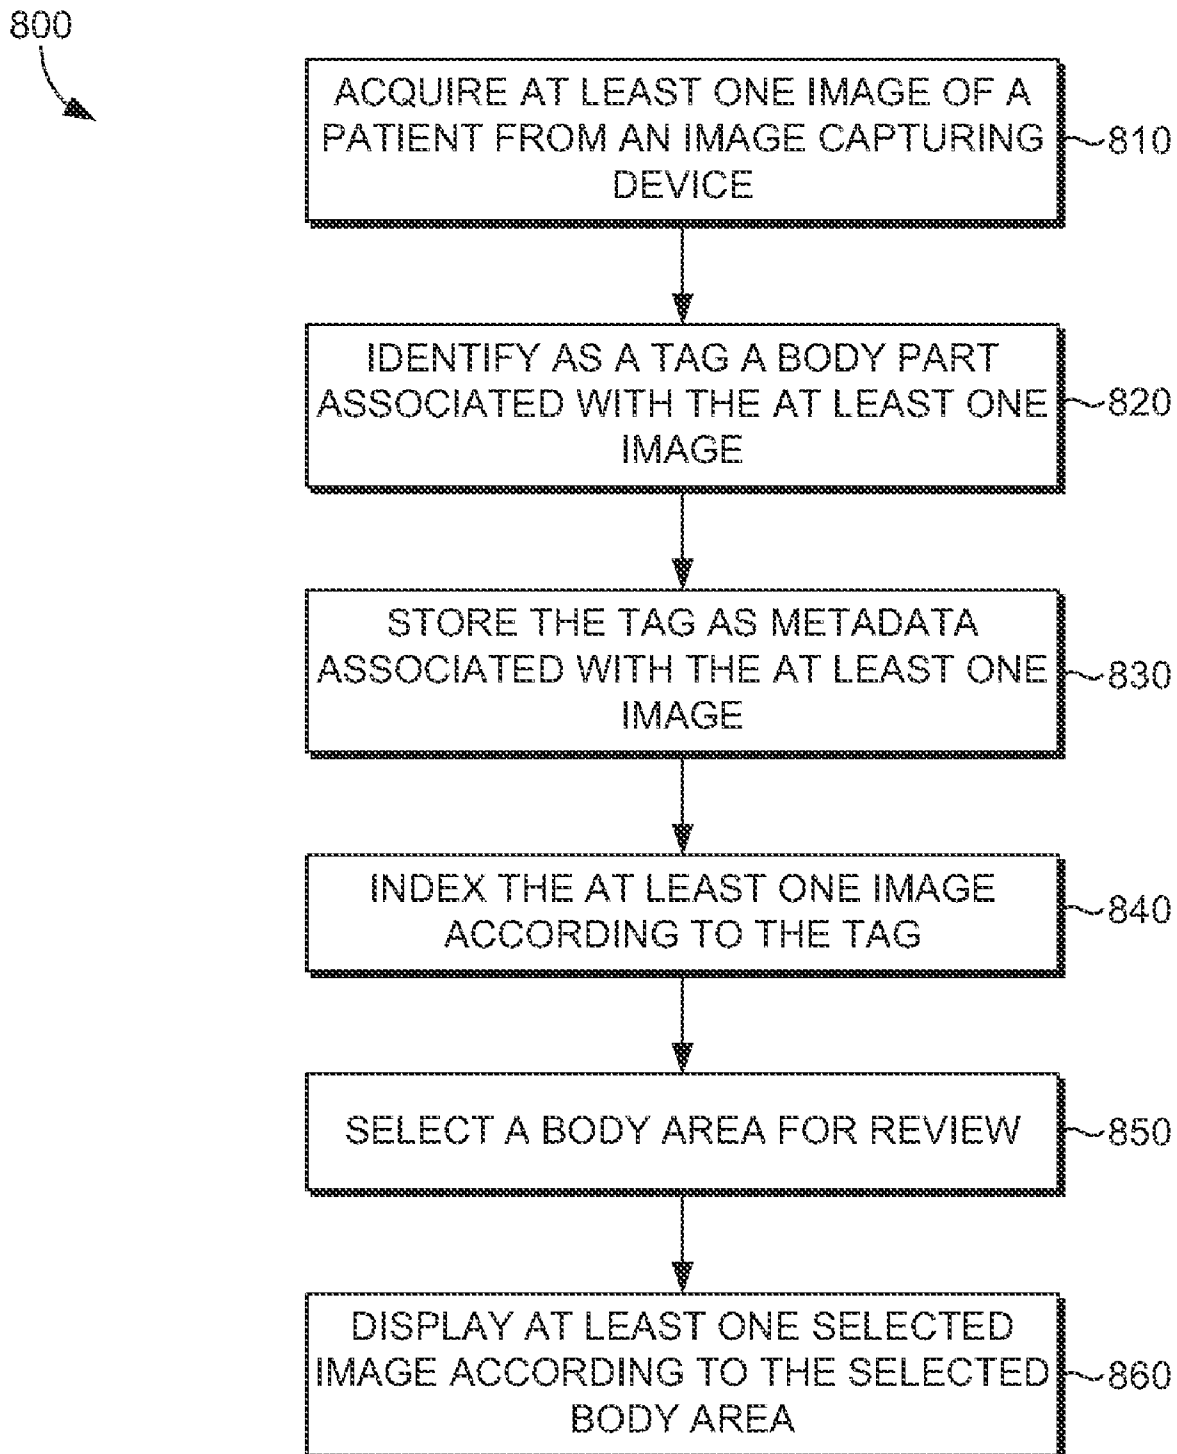 800
ACQUIRE AT LEAST ONE IMAGE OF A
PATIENT FROM AN IMAGE CAPTURING
DEVICE
810
IDENTIFY AS A TAG A BODY PART
ASSOCIATED WITH THE AT LEAST ONE
IMAGE
820
STORE THE TAG AS METADATA
ASSOCIATED WITH THE AT LEAST ONE
IMAGE
830
INDEX THE AT LEAST ONE IMAGE
ACCORDING TO THE TAG
840
SELECT A BODY AREA FOR REVIEW
850
DISPLAY AT LEAST ONE SELECTED
IMAGE ACCORDING TO THE SELECTED
BODY AREA
860